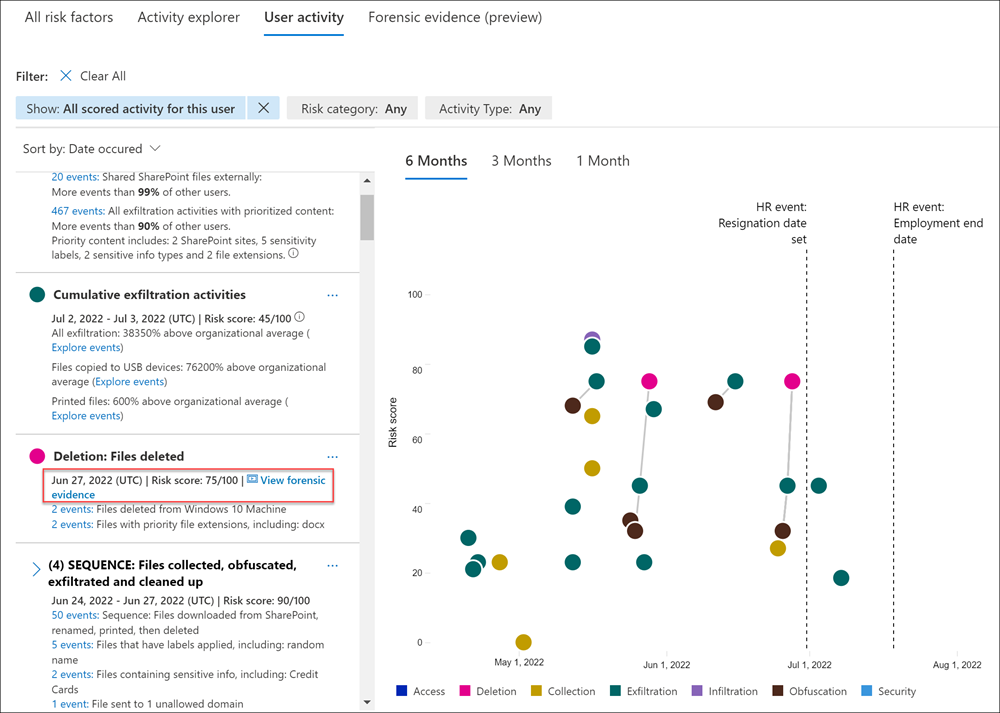 All risk factors Activity explorer User activity Forensic evidence (preview)
Filter: Clear All
Show: All scored activity for this user Risk category: Any Activity Type: Any
Sort by: Date occured
20 events: Shared SharePoint files externally:
More events than 99% of other users.
467 events: All exfiltration activities with prioritized content:
More events than 90% of other users.
Priority content includes: 2 SharePoint sites, 5 sensitivity
labels, 2 sensitive info types and 2 file extensions.
Cumulative exfiltration activities
Jul 2, 2022 - Jul 3, 2022 (UTC) | Risk score: 45/100
All exfiltration: 38350% above organizational average (
Explore events)
Files copied to USB devices: 76200% above organizational
average (Explore events)
Printed files: 600% above organizational average (
Explore events)
Deletion: Files deleted
Jun 27, 2022 (UTC) | Risk score: 75/100 | View forensic
evidence
2 events: Files deleted from Windows 10 Machine
2 events: Files with priority file extensions, including: docx
(4) SEQUENCE: Files collected, obfuscated,
exfiltrated and cleaned up
Jun 24, 2022 - Jun 27, 2022 (UTC) | Risk score: 90/100
50 events: Sequence: Files downloaded from SharePoint,
renamed, printed, then deleted
5 events: Files that have labels applied, including: random
name
2 events: Files containing sensitive info, including: Credit
Cards
1 event: File sent to 1 unallowed domain
6 Months 3 Months 1 Month
HR event:
Resignation date
set
HR event:
Employment end
date
Risk score
100
80
60
40
20
0
May 1, 2022 Jun 1, 2022 Jul 1, 2022 Aug 1, 2022
Access Deletion Collection Exfiltration Infiltration Obfuscation Security